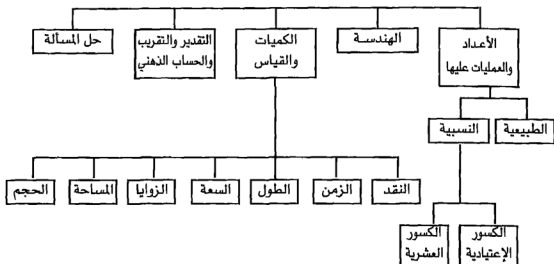 الأعداد
والعمليات عليها
الهندسة
الكميات
والقياس
التقدير والتقريب
والحساب الذهني
حل المسألة
الطبيعية
النسبية
النقد
الزمن
الطول
السعة
الزوايا
المساحة
الحجم
الكسور
الإعتيادية
الكسور
العشرية